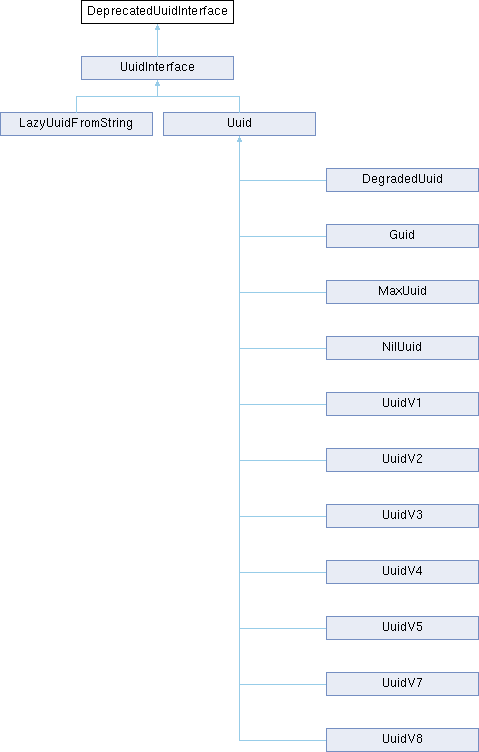 DeprecatedUuidInterface
UuidInterface
LazyUuidFromString
Uuid
DegradedUuid
Guid
MaxUuid
NilUuid
UuidV1
UuidV2
UuidV3
UuidV4
UuidV5
UuidV7
UuidV8